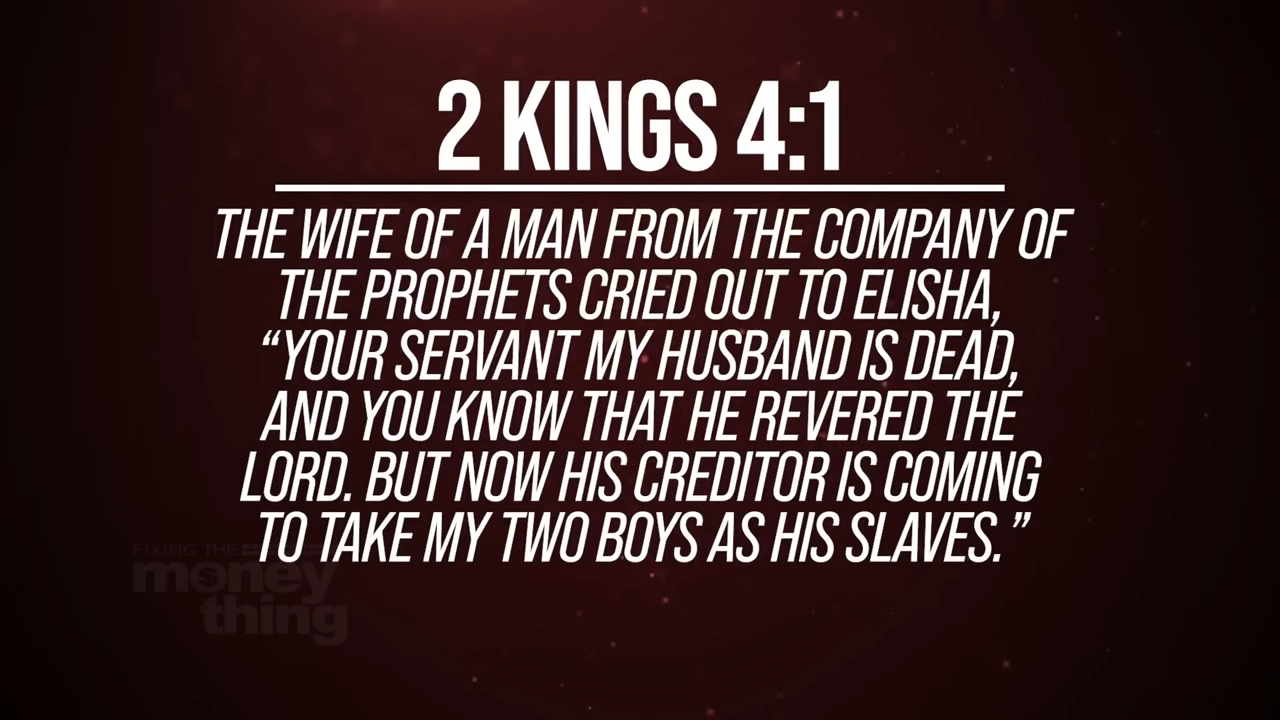 2 KINGS 4:1
THE WIFE OF A MAN FROM THE COMPANY OF
THE PROPHETS CRIED OUT TO ELISHA,
“YOUR SERVANT MY HUSBAND IS DEAD,
AND YOU KNOW THAT HE REVERED THE
LORD. BUT NOW HIS CREDITOR IS COMING
TO TAKE MY TWO BOYS AS HIS SLAVES.”
FIXING THE
money
thing